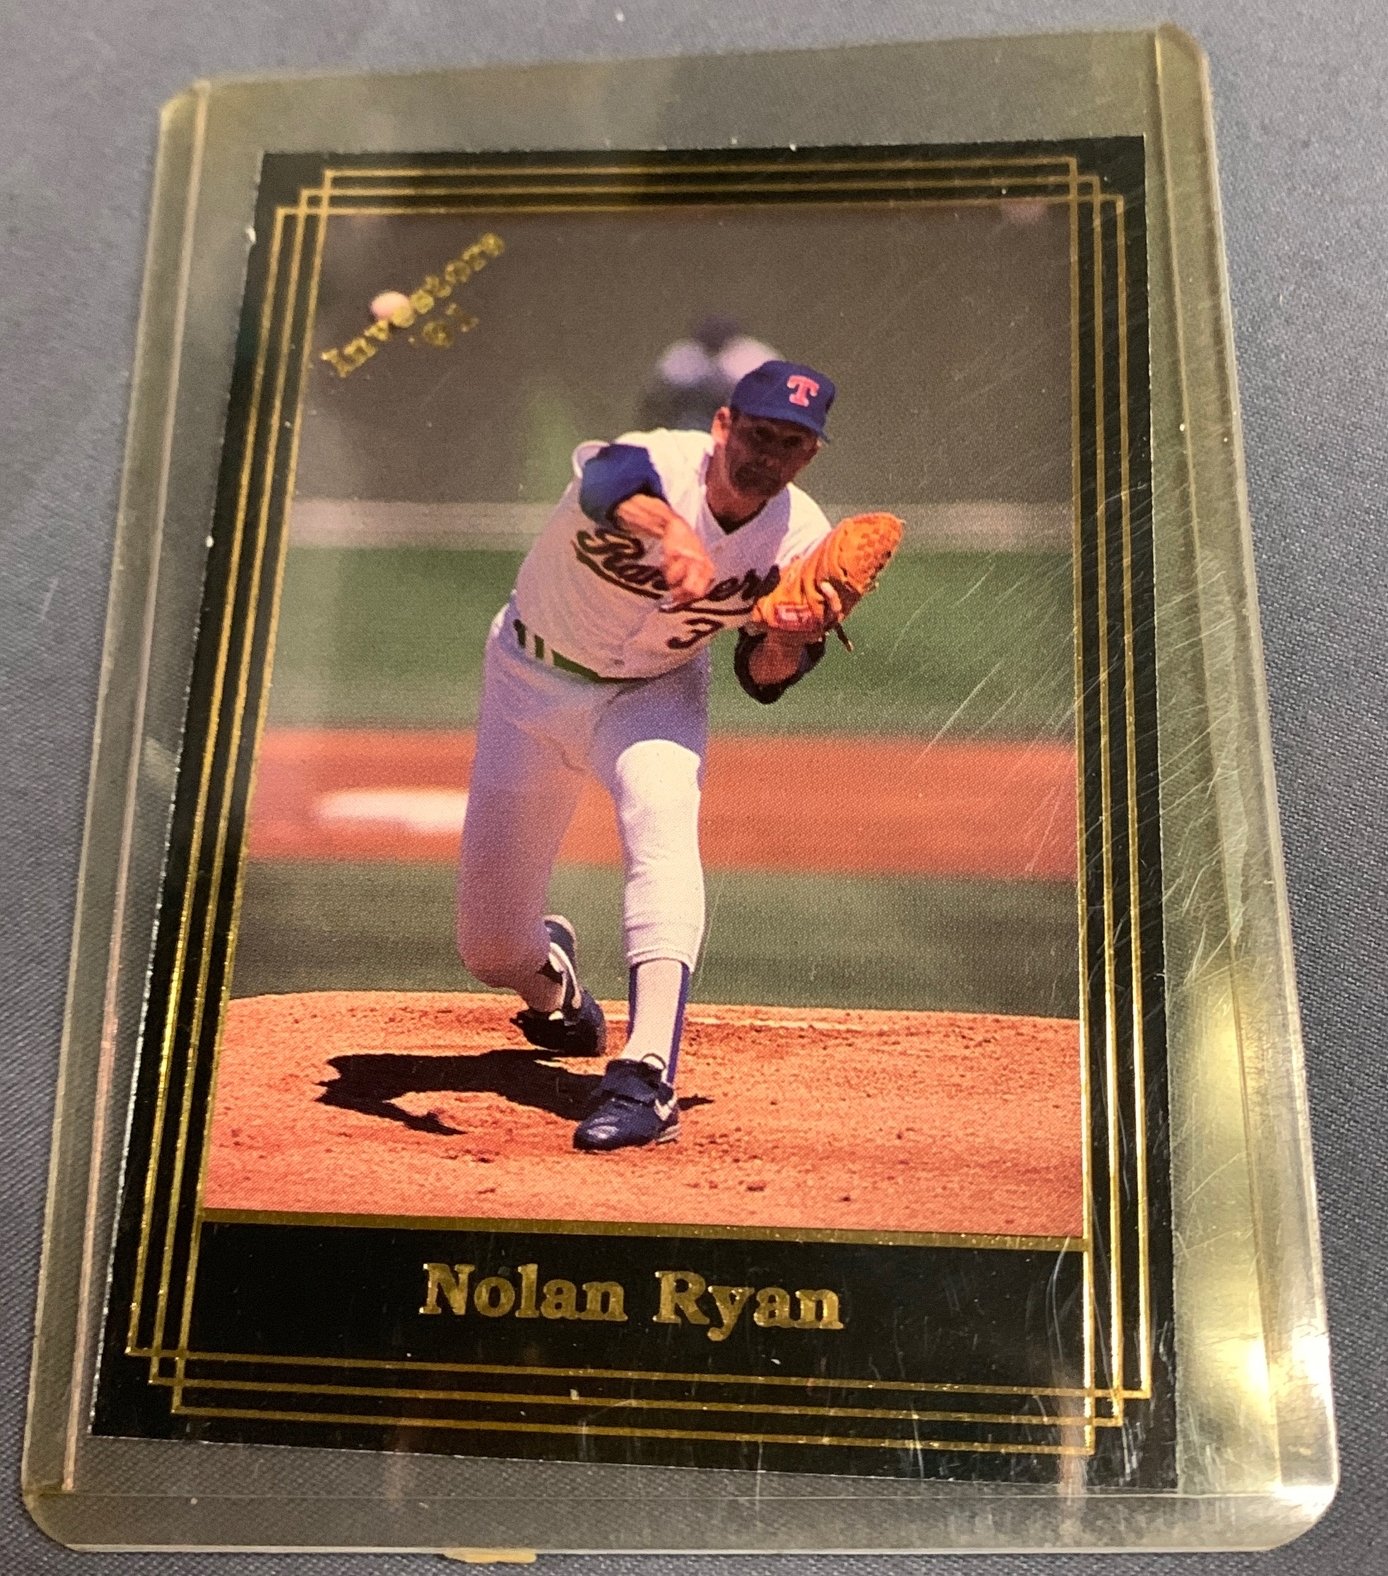 Investors
'91
T
Rangers
3
Nolan Ryan